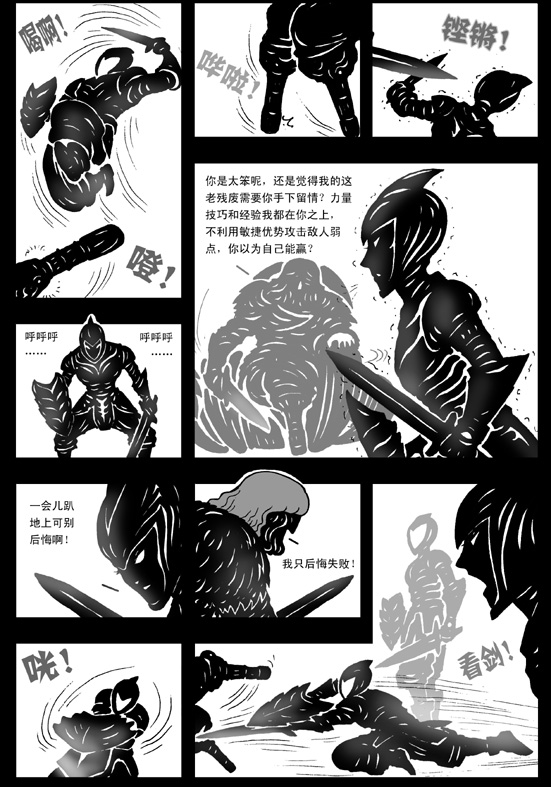 喝啊！
哗啦！
铿锵！
噔！
你是太笨呢，还是觉得我的这
老残废需要你手下留情？力量
技巧和经验我都在你之上，
不利用敏捷优势攻击敌人弱
点，你以为自己能赢？
呼呼呼
……
呼呼呼
……
一会儿趴
地上可别
后悔啊！
我只后悔失败！
看剑！
咣！